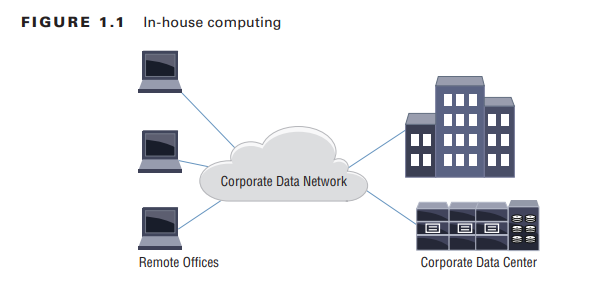 FIGURE 1.1 In-house computing
Corporate Data Network
Remote Offices
Corporate Data Center